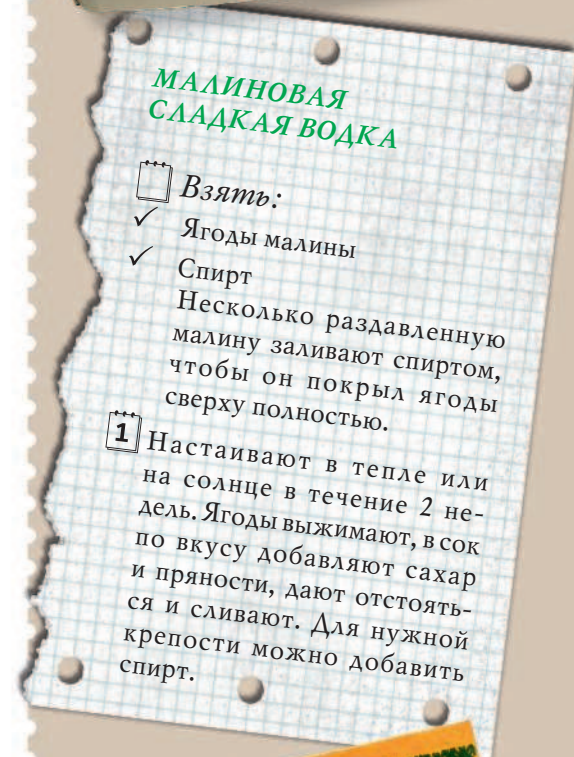 МАЛИНОВАЯ
СЛАДКАЯ ВОДКА
Взять:
✓ Ягоды малины
✓ Спирт
Несколько раздавленную
малину заливают спиртом,
чтобы он покрыл ягоды
сверху полностью.
1 Настаивают в тепле или
на солнце в течение 2 не-
дель. Ягоды выжимают, в сок
по вкусу добавляют сахар
и пряности, дают отстоять-
ся и сливают. Для нужной
крепости можно добавить
спирт.